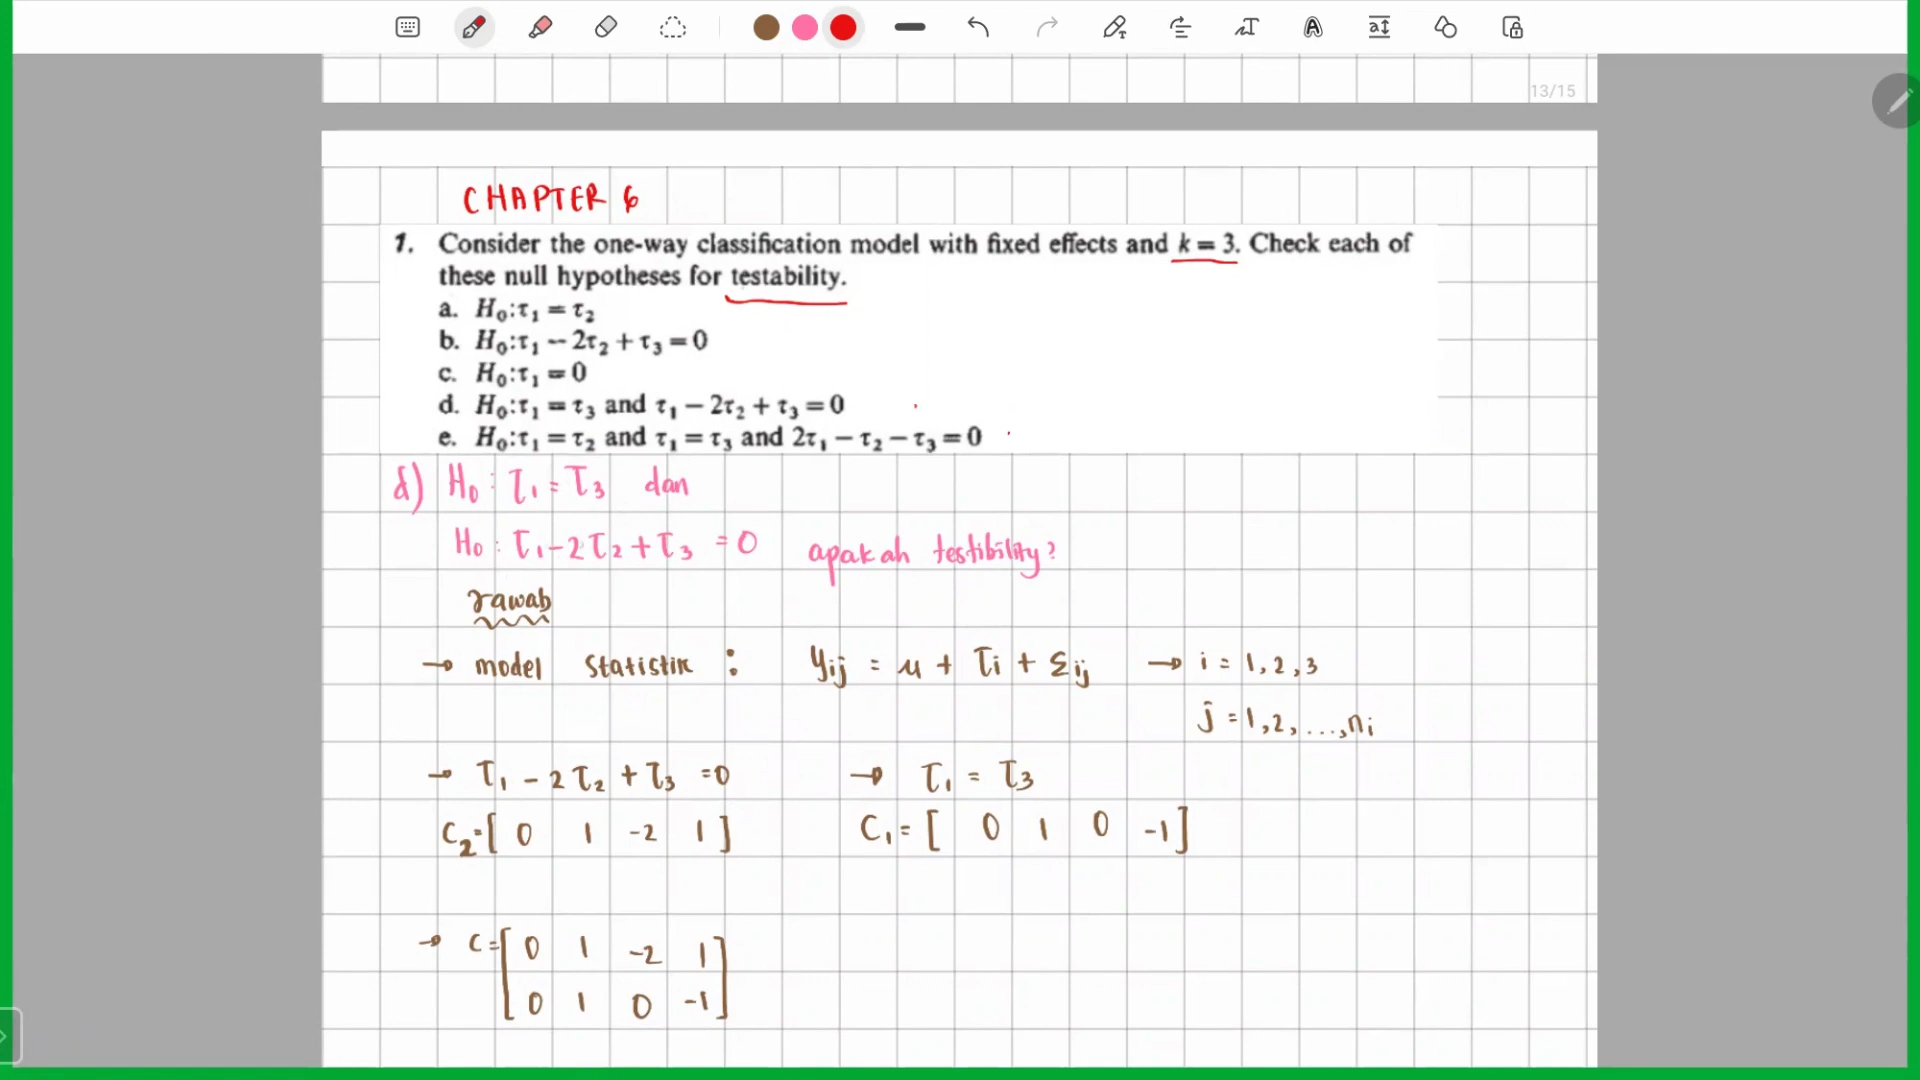 13/15
CHAPTER 6
1. Consider the one-way classification model with fixed effects and k = 3. Check each of
these null hypotheses for testability.
a. H₀:τ₁ = τ₂
b. H₀:τ₁ − 2τ₂ + τ₃ = 0
c. H₀:τ₁ = 0
d. H₀:τ₁ = τ₃ and τ₁ − 2τ₂ + τ₃ = 0
e. H₀:τ₁ = τ₂ and τ₁ = τ₃ and 2τ₁ − τ₂ − τ₃ = 0
d) H₀ : τ₁ = τ₃ dan
H₀ : τ₁ − 2τ₂ + τ₃ = 0 apakah testibility?
Jawab
→ model Statistik : yᵢⱼ = μ + τᵢ + εᵢⱼ → i = 1, 2, 3
j = 1, 2, ..., nᵢ
→ τ₁ − 2τ₂ + τ₃ = 0 → τ₁ = τ₃
C₂ = [ 0 1 -2 1 ] C₁ = [ 0 1 0 -1 ]
→ C = [ 0 1 -2 1 ]
[ 0 1 0 -1 ]